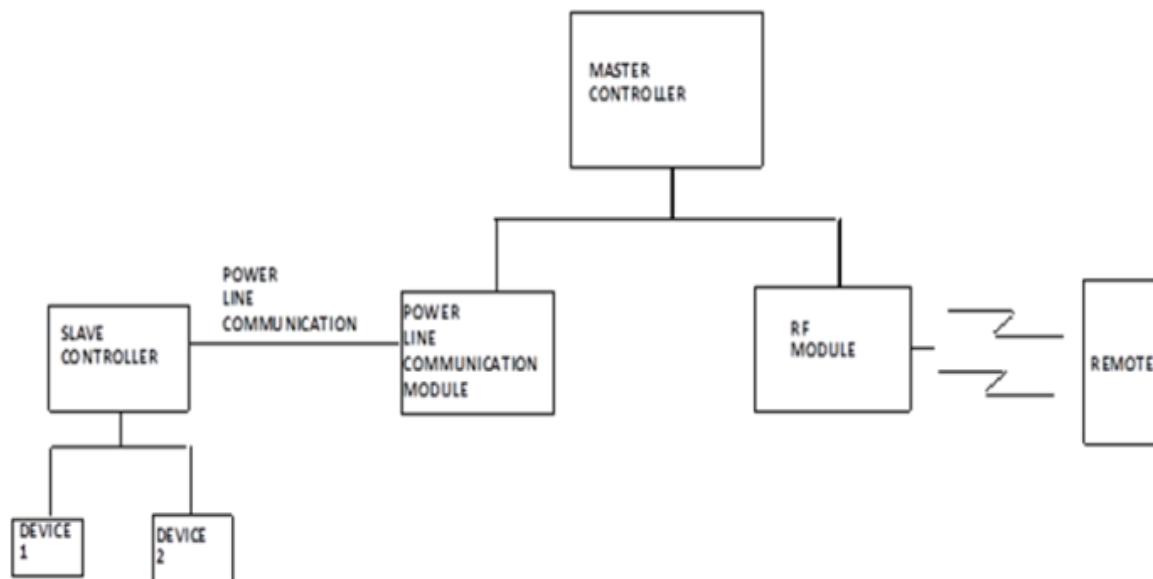 MASTER
CONTROLLER
POWER
LINE
COMMUNICATION
SLAVE
CONTROLLER
POWER
LINE
COMMUNICATION
MODULE
RF
MODULE
REMOTE
DEVICE
1
DEVICE
2